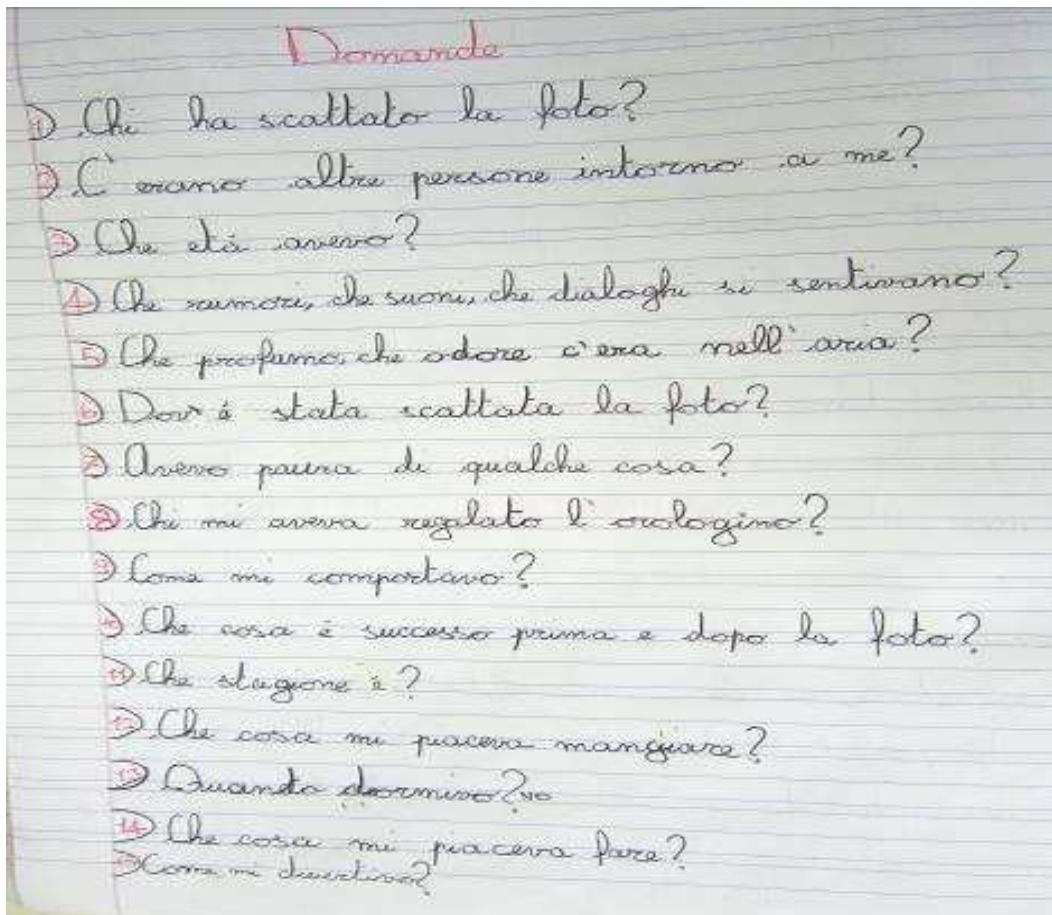 Domande
1) Chi ha scattato la foto?
2) C'erano altre persone intorno a me?
3) Che età avevo?
4) Che rumori, che suoni, che dialoghi si sentivano?
5) Che profumo, che odore c'era nell'aria?
6) Dov'è stata scattata la foto?
7) Avevo paura di qualche cosa?
8) Chi mi aveva regalato l'orologino?
9) Come mi comportavo?
10) Che cosa è successo prima e dopo la foto?
11) Che stagione è?
12) Che cosa mi piaceva mangiare?
13) Quando dormivo?
14) Che cosa mi piaceva fare?
15) Come mi divertivo?